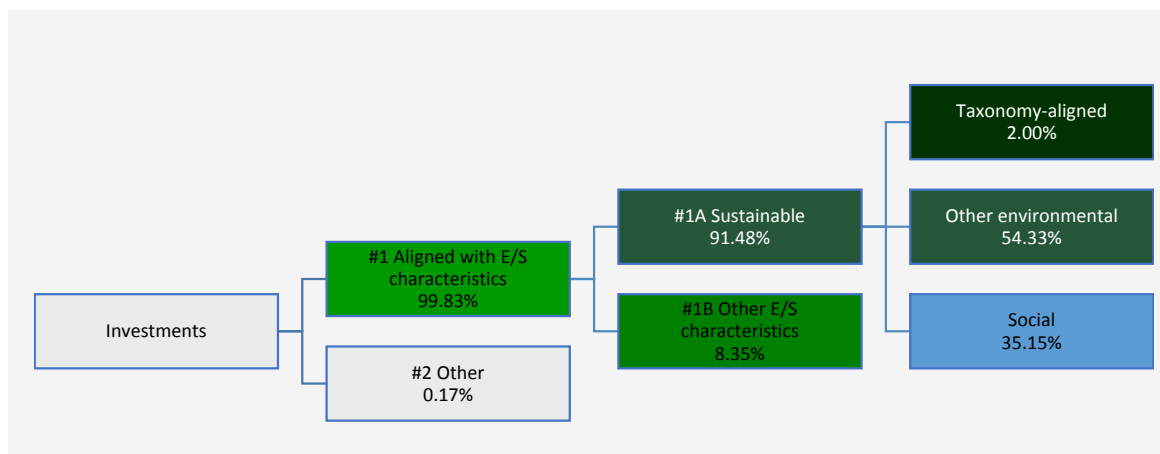 Investments
#1 Aligned with E/S
characteristics
99.83%
#2 Other
0.17%
#1A Sustainable
91.48%
#1B Other E/S
characteristics
8.35%
Taxonomy-aligned
2.00%
Other environmental
54.33%
Social
35.15%